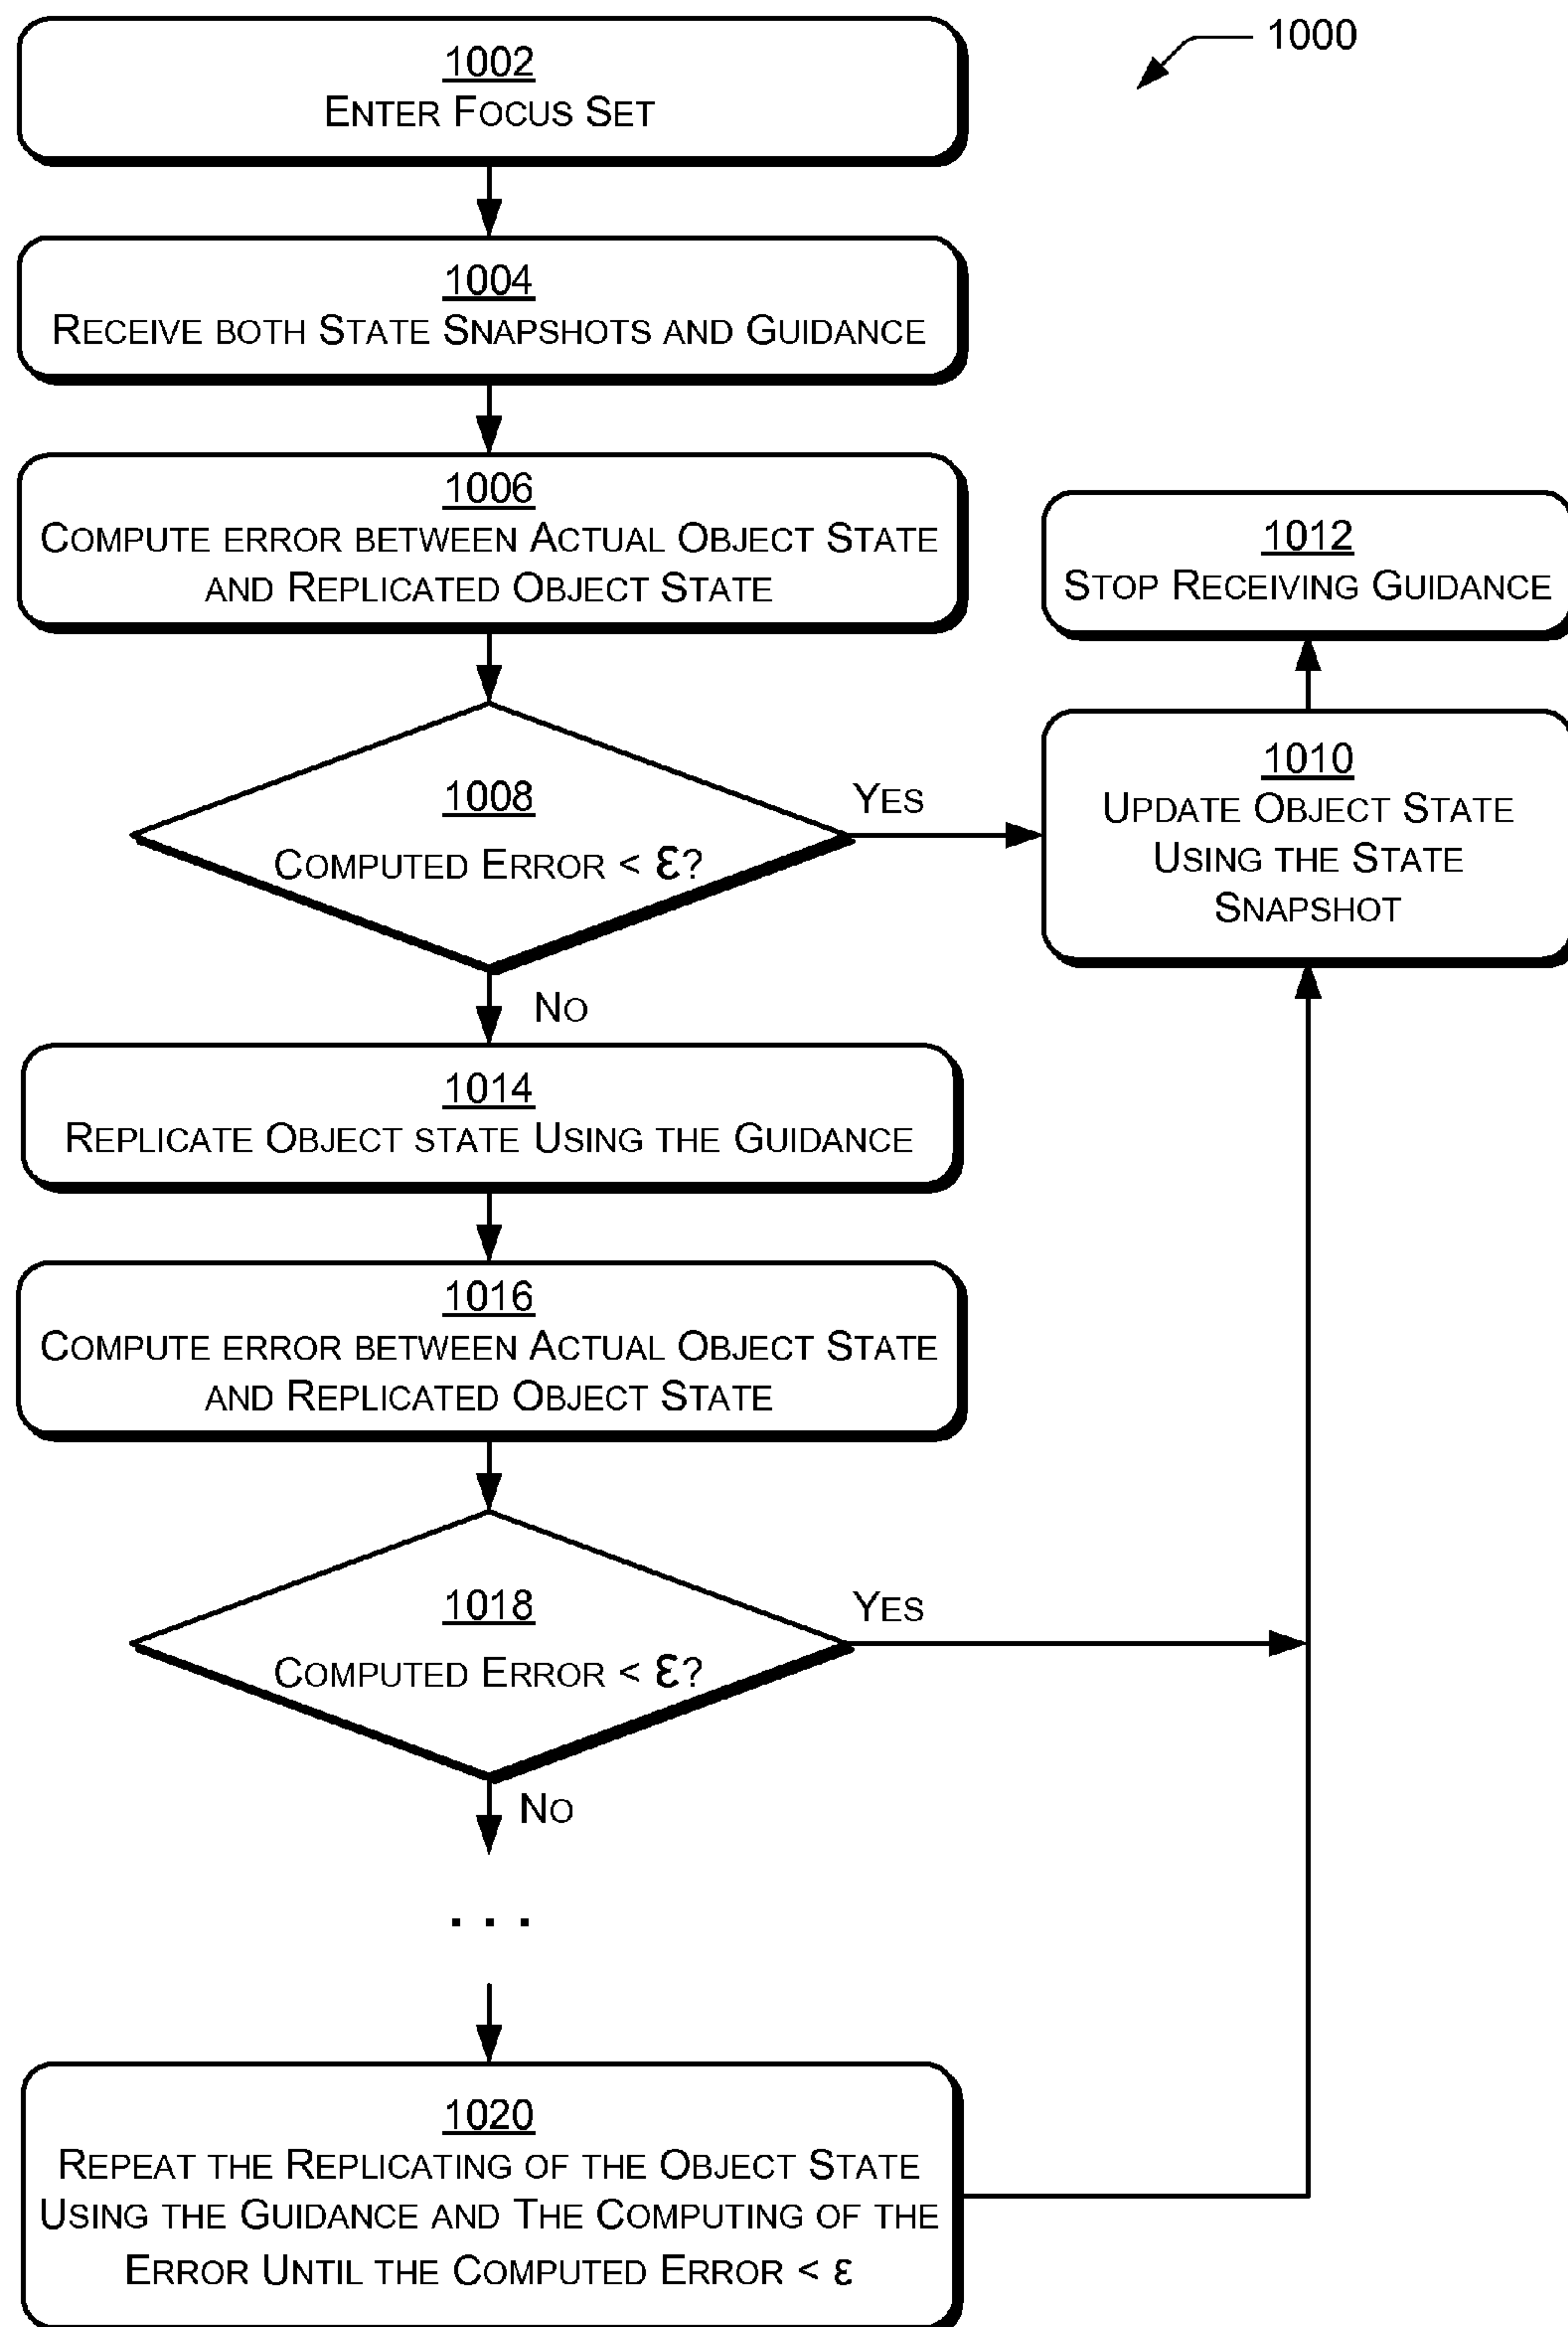 1000
1002
ENTER FOCUS SET
1004
RECEIVE BOTH STATE SNAPSHOTS AND GUIDANCE
1006
COMPUTE ERROR BETWEEN ACTUAL OBJECT STATE
AND REPLICATED OBJECT STATE
1012
STOP RECEIVING GUIDANCE
1008
COMPUTED ERROR < ε?
YES
1010
UPDATE OBJECT STATE
USING THE STATE
SNAPSHOT
NO
1014
REPLICATE OBJECT STATE USING THE GUIDANCE
1016
COMPUTE ERROR BETWEEN ACTUAL OBJECT STATE
AND REPLICATED OBJECT STATE
1018
COMPUTED ERROR < ε?
YES
NO
. . .
1020
REPEAT THE REPLICATING OF THE OBJECT STATE
USING THE GUIDANCE AND THE COMPUTING OF THE
ERROR UNTIL THE COMPUTED ERROR < ε